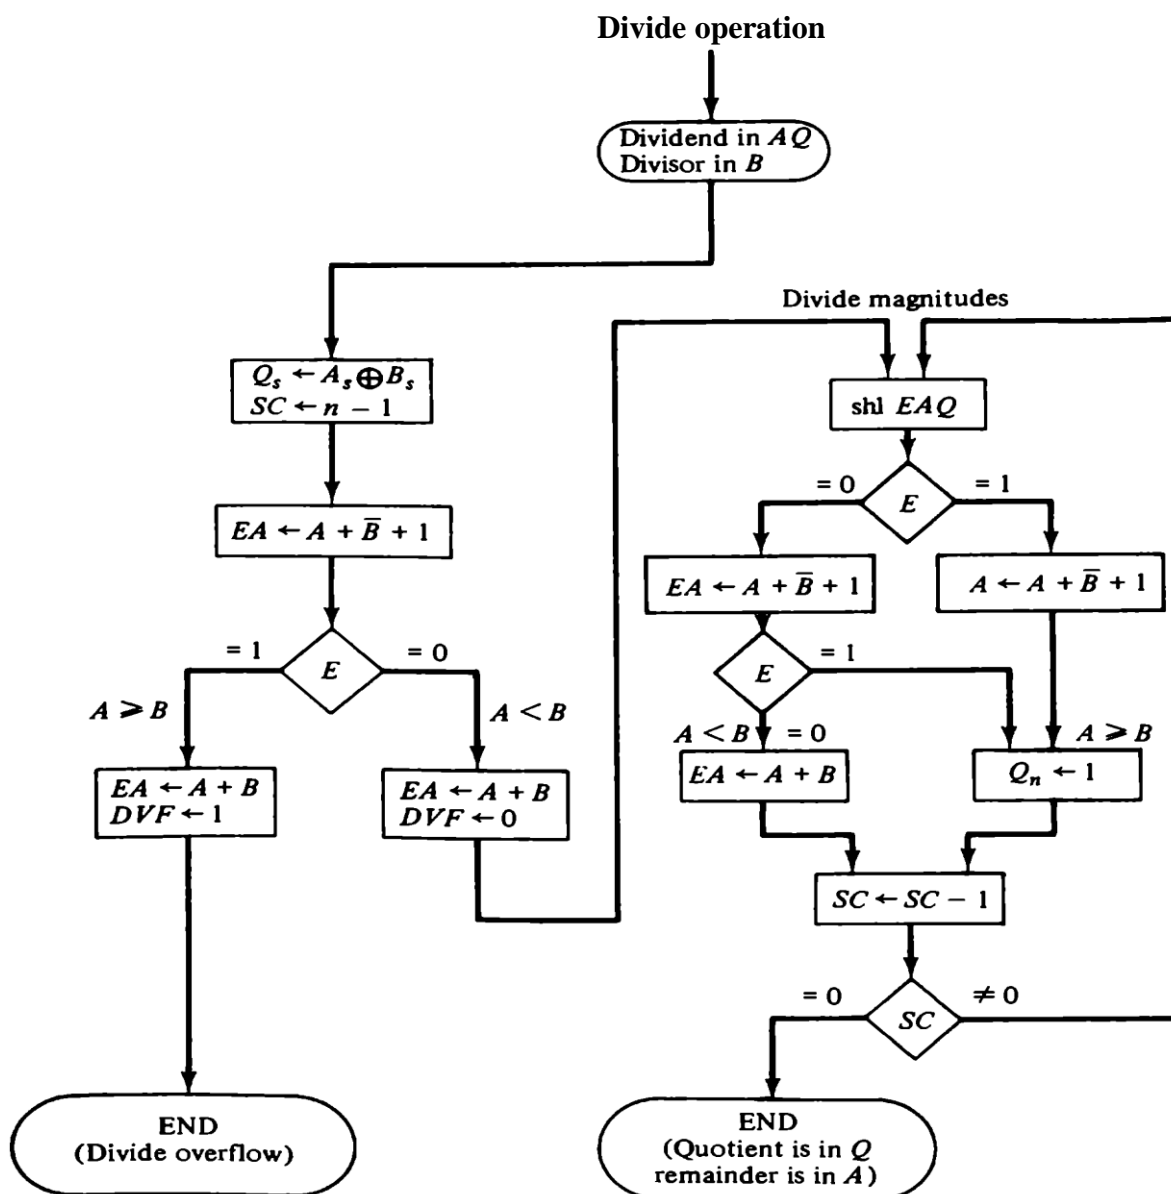 Divide operation
Dividend in AQ
Divisor in B
Qₛ ← Aₛ ⊕ Bₛ
SC ← n − 1
EA ← A + B̅ + 1
E
= 1
= 0
A ⩾ B
A < B
EA ← A + B
DVF ← 1
EA ← A + B
DVF ← 0
END
(Divide overflow)
Divide magnitudes
shl EAQ
= 0
E
= 1
EA ← A + B̅ + 1
A ← A + B̅ + 1
E
= 1
A < B
= 0
A ⩾ B
EA ← A + B
Qₙ ← 1
SC ← SC − 1
= 0
SC
≠ 0
END
(Quotient is in Q
remainder is in A)